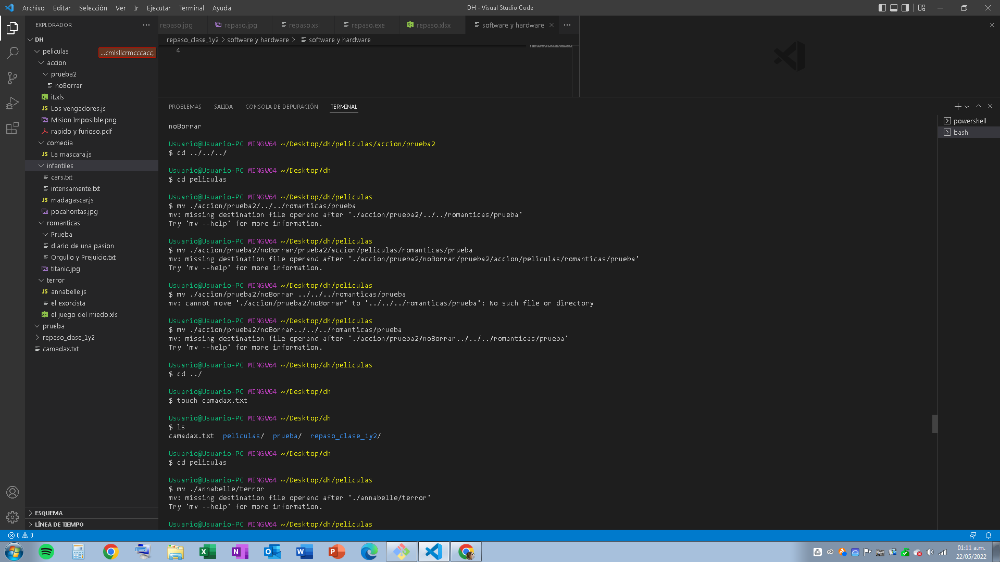 Archivo Editar Selección Ver Ir Ejecutar Terminal Ayuda
DH - Visual Studio Code
EXPLORADOR
DH
peliculas
...cmlsllcrmcccacc,
accion
prueba2
noBorrar
it.xls
Los vengadores.js
Mision Imposible.png
rapido y furioso.pdf
comedia
La mascara.js
infantiles
cars.txt
intensamente.txt
madagascar.js
pocahontas.jpg
romanticas
Prueba
diario de una pasion
Orgullo y Prejuicio.txt
titanic.jpg
terror
annabelle.js
el exorcista
el juego del miedo.xls
prueba
repaso_clase_1y2
camadax.txt
ESQUEMA
LÍNEA DE TIEMPO
repaso.jpg repaso.jpg repaso.xsl repaso.exe repaso.xlsx software y hardware
repaso_clase_1y2 > software y hardware > software y hardware
4
PROBLEMAS SALIDA CONSOLA DE DEPURACIÓN TERMINAL
noBorrar
Usuario@Usuario-PC MINGW64 ~/Desktop/dh/peliculas/accion/prueba2
$ cd ../../../
Usuario@Usuario-PC MINGW64 ~/Desktop/dh
$ cd peliculas
Usuario@Usuario-PC MINGW64 ~/Desktop/dh/peliculas
$ mv ./accion/prueba2/../../romanticas/prueba
mv: missing destination file operand after './accion/prueba2/../../romanticas/prueba'
Try 'mv --help' for more information.
Usuario@Usuario-PC MINGW64 ~/Desktop/dh/peliculas
$ mv ./accion/prueba2/noBorrar/prueba2/accion/peliculas/romanticas/prueba
mv: missing destination file operand after './accion/prueba2/noBorrar/prueba2/accion/peliculas/romanticas/prueba'
Try 'mv --help' for more information.
Usuario@Usuario-PC MINGW64 ~/Desktop/dh/peliculas
$ mv ./accion/prueba2/noBorrar ../../../romanticas/prueba
mv: cannot move './accion/prueba2/noBorrar' to '../../../romanticas/prueba': No such file or directory
Usuario@Usuario-PC MINGW64 ~/Desktop/dh/peliculas
$ mv ./accion/prueba2/noBorrar../../../romanticas/prueba
mv: missing destination file operand after './accion/prueba2/noBorrar../../../romanticas/prueba'
Try 'mv --help' for more information.
Usuario@Usuario-PC MINGW64 ~/Desktop/dh/peliculas
$ cd ../
Usuario@Usuario-PC MINGW64 ~/Desktop/dh
$ touch camadax.txt
Usuario@Usuario-PC MINGW64 ~/Desktop/dh
$ ls
camadax.txt peliculas/ prueba/ repaso_clase_1y2/
Usuario@Usuario-PC MINGW64 ~/Desktop/dh
$ cd peliculas
Usuario@Usuario-PC MINGW64 ~/Desktop/dh/peliculas
$ mv ./annabelle/terror
mv: missing destination file operand after './annabelle/terror'
Try 'mv --help' for more information.
Usuario@Usuario-PC MINGW64 ~/Desktop/dh/peliculas
powershell
bash
0 0
01:11 a.m.
22/05/2022